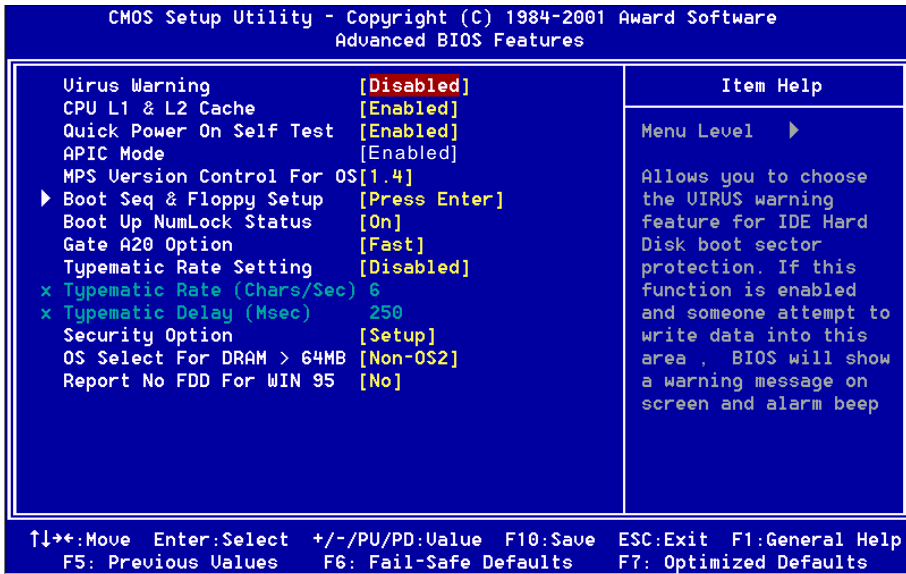 CMOS Setup Utility - Copyright (C) 1984-2001 Award Software
Advanced BIOS Features
Virus Warning [Disabled]
CPU L1 & L2 Cache [Enabled]
Quick Power On Self Test [Enabled]
APIC Mode [Enabled]
MPS Version Control For OS[1.4]
Boot Seq & Floppy Setup [Press Enter]
Boot Up NumLock Status [On]
Gate A20 Option [Fast]
Typematic Rate Setting [Disabled]
x Typematic Rate (Chars/Sec) 6
x Typematic Delay (Msec) 250
Security Option [Setup]
OS Select For DRAM > 64MB [Non-OS2]
Report No FDD For WIN 95 [No]
Item Help
Menu Level
Allows you to choose
the VIRUS warning
feature for IDE Hard
Disk boot sector
protection. If this
function is enabled
and someone attempt to
write data into this
area , BIOS will show
a warning message on
screen and alarm beep
↑↓→←:Move Enter:Select +/-/PU/PD:Value F10:Save ESC:Exit F1:General Help
F5: Previous Values F6: Fail-Safe Defaults F7: Optimized Defaults